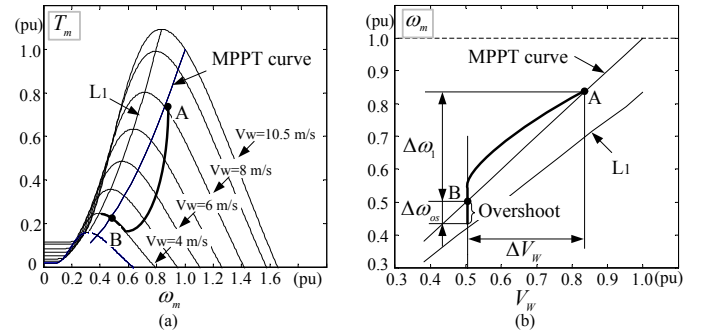 (pu)
T_m
1.0
0.8
0.6
0.4
0.2
0
MPPT curve
L1
A
B
Vw=10.5 m/s
Vw=8 m/s
Vw=6 m/s
Vw=4 m/s
0 0.2 0.4 0.6 0.8 1.0 1.2 1.4 1.6
(pu)
ω_m
(a)
(pu)
ω_m
1.0
0.9
0.8
0.7
0.6
0.5
0.4
0.3
MPPT curve
A
L1
Δω_1
B
Δω_os
Overshoot
ΔV_W
0.3 0.4 0.5 0.6 0.7 0.8 0.9 1.0(pu)
V_W
(b)